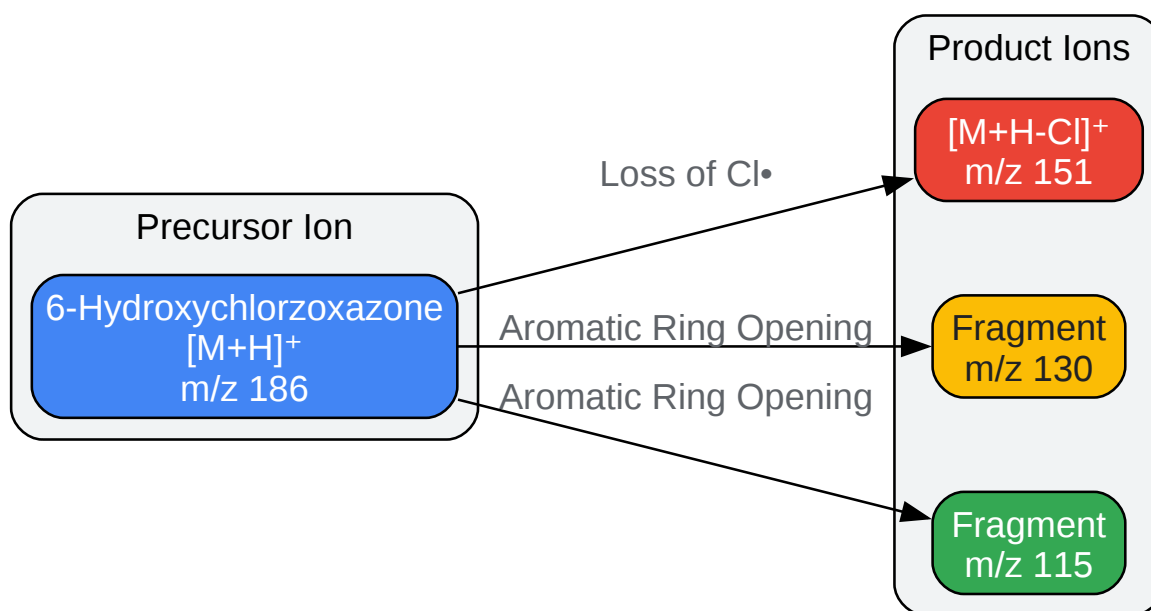 Product Ions
[M+H-Cl]⁺
m/z 151
Loss of Cl•
Precursor Ion
6-Hydroxychlorzoxazone
[M+H]⁺
m/z 186
Aromatic Ring Opening
Fragment
m/z 130
Aromatic Ring Opening
Fragment
m/z 115